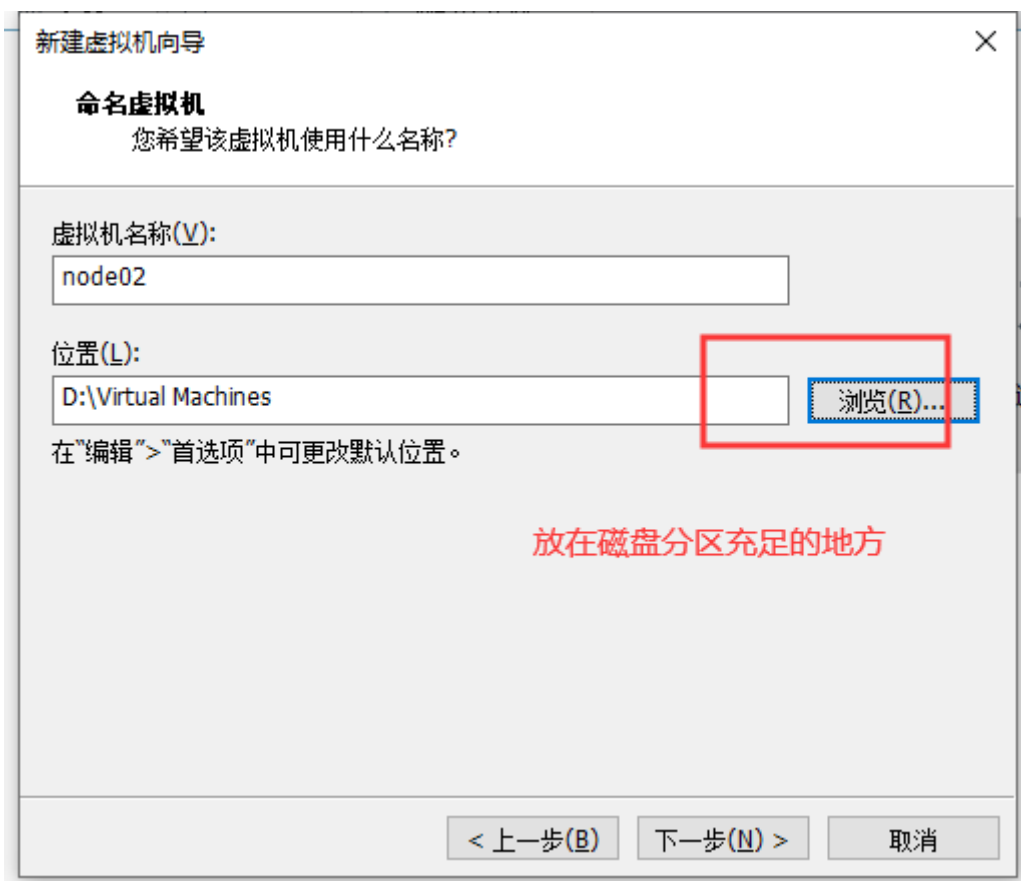 新建虚拟机向导
命名虚拟机
您希望该虚拟机使用什么名称?
虚拟机名称(V):
node02
位置(L):
D:\Virtual Machines
浏览(R)...
在"编辑">"首选项"中可更改默认位置。
放在磁盘分区充足的地方
< 上一步(B)
下一步(N) >
取消